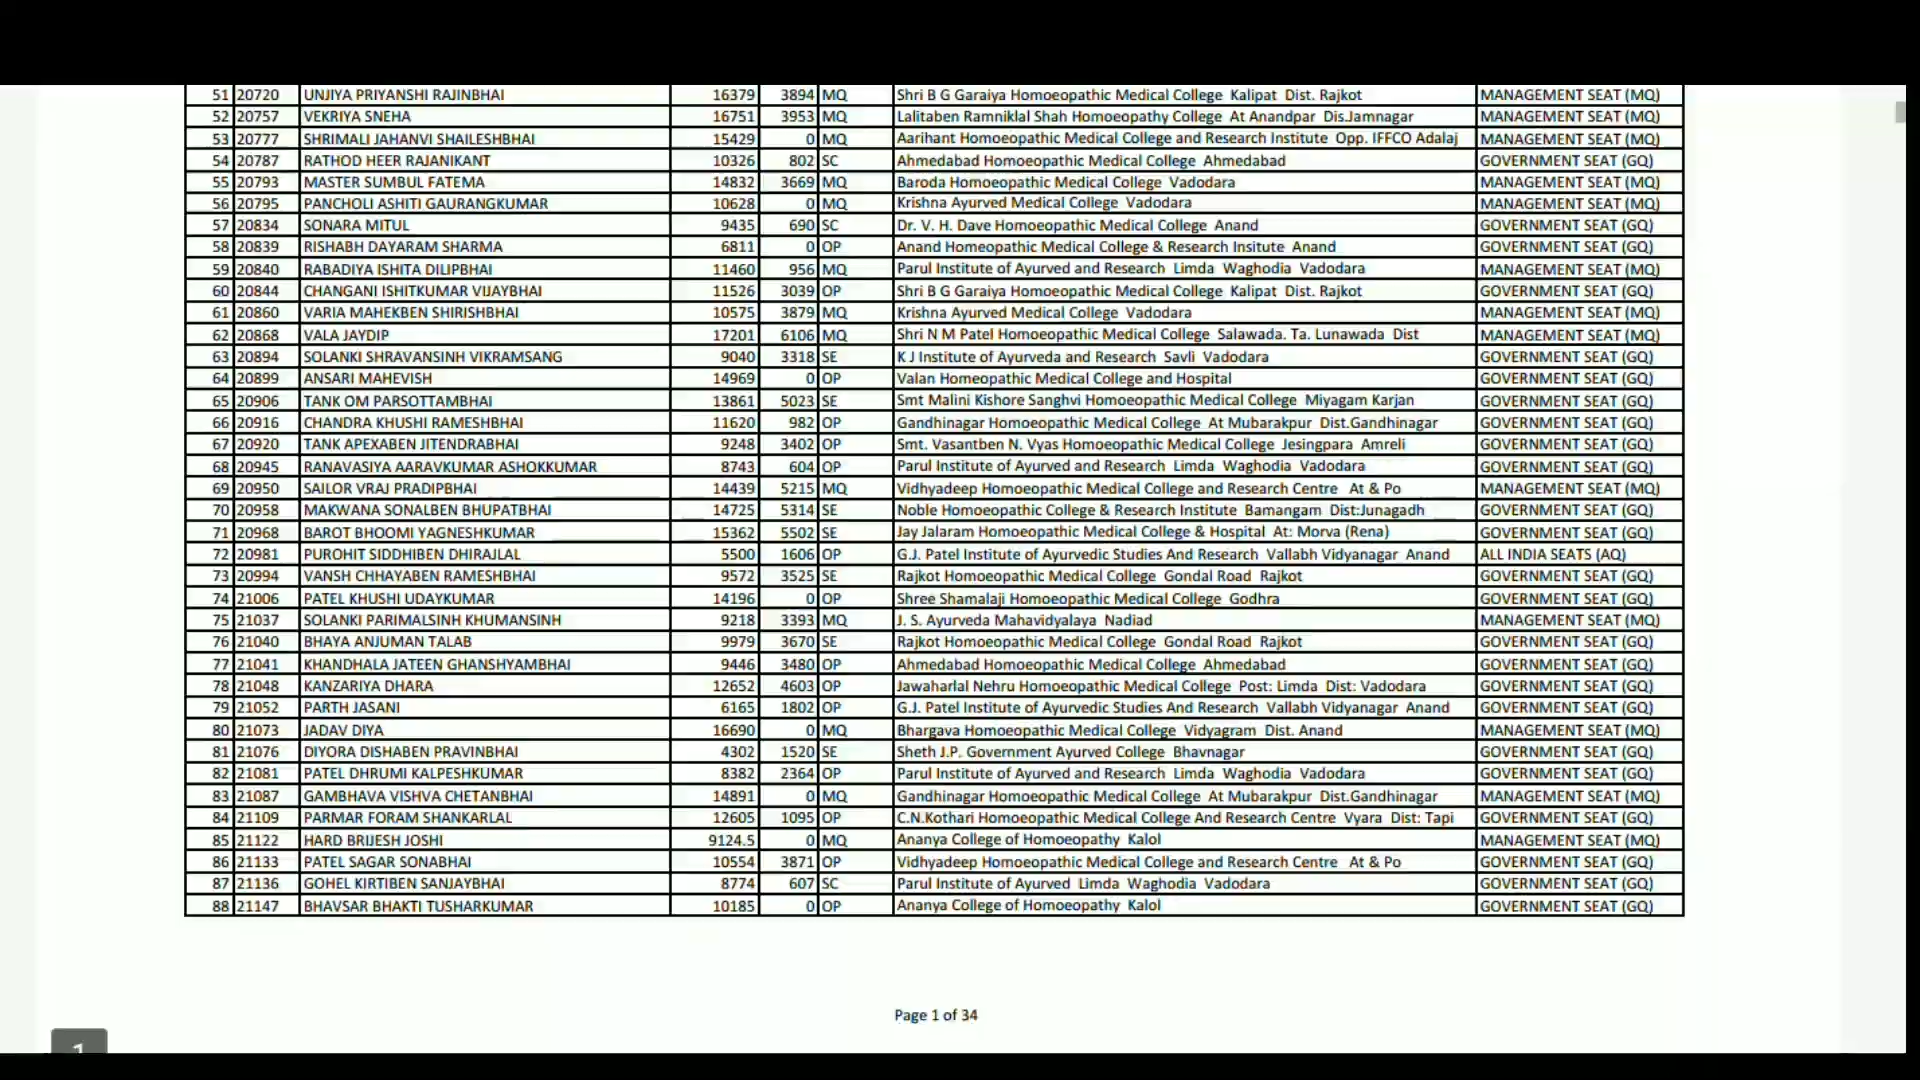 51 20720 UNJIYA PRIYANSHI RAJINBHAI 16379 3894 MQ Shri B G Garaiya Homoeopathic Medical College Kalipat Dist. Rajkot MANAGEMENT SEAT (MQ)
52 20757 VEKRIYA SNEHA 16751 3953 MQ Lalitaben Ramniklal Shah Homoeopathy College At Anandpar Dis.Jamnagar MANAGEMENT SEAT (MQ)
53 20777 SHRIMALI JAHANVI SHAILESHBHAI 15429 0 MQ Aarihant Homoeopathic Medical College and Research Institute Opp. IFFCO Adalaj MANAGEMENT SEAT (MQ)
54 20787 RATHOD HEER RAJANIKANT 10326 802 SC Ahmedabad Homoeopathic Medical College Ahmedabad GOVERNMENT SEAT (GQ)
55 20793 MASTER SUMBUL FATEMA 14832 3669 MQ Baroda Homoeopathic Medical College Vadodara MANAGEMENT SEAT (MQ)
56 20795 PANCHOLI ASHITI GAURANGKUMAR 10628 0 MQ Krishna Ayurved Medical College Vadodara MANAGEMENT SEAT (MQ)
57 20834 SONARA MITUL 9435 690 SC Dr. V. H. Dave Homoeopathic Medical College Anand GOVERNMENT SEAT (GQ)
58 20839 RISHABH DAYARAM SHARMA 6811 0 OP Anand Homeopathic Medical College & Research Insitute Anand GOVERNMENT SEAT (GQ)
59 20840 RABADIYA ISHITA DILIPBHAI 11460 956 MQ Parul Institute of Ayurved and Research Limda Waghodia Vadodara MANAGEMENT SEAT (MQ)
60 20844 CHANGANI ISHITKUMAR VIJAYBHAI 11526 3039 OP Shri B G Garaiya Homoeopathic Medical College Kalipat Dist. Rajkot GOVERNMENT SEAT (GQ)
61 20860 VARIA MAHEKBEN SHIRISHBHAI 10575 3879 MQ Krishna Ayurved Medical College Vadodara MANAGEMENT SEAT (MQ)
62 20868 VALA JAYDIP 17201 6106 MQ Shri N M Patel Homoeopathic Medical College Salawada. Ta. Lunawada Dist MANAGEMENT SEAT (MQ)
63 20894 SOLANKI SHRAVANSINH VIKRAMSANG 9040 3318 SE K J Institute of Ayurveda and Research Savli Vadodara GOVERNMENT SEAT (GQ)
64 20899 ANSARI MAHEVISH 14969 0 OP Valan Homeopathic Medical College and Hospital GOVERNMENT SEAT (GQ)
65 20906 TANK OM PARSOTTAMBHAI 13861 5023 SE Smt Malini Kishore Sanghvi Homoeopathic Medical College Miyagam Karjan GOVERNMENT SEAT (GQ)
66 20916 CHANDRA KHUSHI RAMESHBHAI 11620 982 OP Gandhinagar Homoeopathic Medical College At Mubarakpur Dist.Gandhinagar GOVERNMENT SEAT (GQ)
67 20920 TANK APEXABEN JITENDRABHAI 9248 3402 OP Smt. Vasantben N. Vyas Homoeopathic Medical College Jesingpara Amreli GOVERNMENT SEAT (GQ)
68 20945 RANAVASIYA AARAVKUMAR ASHOKKUMAR 8743 604 OP Parul Institute of Ayurved and Research Limda Waghodia Vadodara GOVERNMENT SEAT (GQ)
69 20950 SAILOR VRAJ PRADIPBHAI 14439 5215 MQ Vidhyadeep Homoeopathic Medical College and Research Centre At & Po MANAGEMENT SEAT (MQ)
70 20958 MAKWANA SONALBEN BHUPATBHAI 14725 5314 SE Noble Homoeopathic College & Research Institute Bamangam Dist:Junagadh GOVERNMENT SEAT (GQ)
71 20968 BAROT BHOOMI YAGNESHKUMAR 15362 5502 SE Jay Jalaram Homoeopathic Medical College & Hospital At: Morva (Rena) GOVERNMENT SEAT (GQ)
72 20981 PUROHIT SIDDHIBEN DHIRAJLAL 5500 1606 OP G.J. Patel Institute of Ayurvedic Studies And Research Vallabh Vidyanagar Anand ALL INDIA SEATS (AQ)
73 20994 VANSH CHHAYABEN RAMESHBHAI 9572 3525 SE Rajkot Homoeopathic Medical College Gondal Road Rajkot GOVERNMENT SEAT (GQ)
74 21006 PATEL KHUSHI UDAYKUMAR 14196 0 OP Shree Shamalaji Homoeopathic Medical College Godhra GOVERNMENT SEAT (GQ)
75 21037 SOLANKI PARIMALSINH KHUMANSINH 9218 3393 MQ J. S. Ayurveda Mahavidyalaya Nadiad MANAGEMENT SEAT (MQ)
76 21040 BHAYA ANJUMAN TALAB 9979 3670 SE Rajkot Homoeopathic Medical College Gondal Road Rajkot GOVERNMENT SEAT (GQ)
77 21041 KHANDHALA JATEEN GHANSHYAMBHAI 9446 3480 OP Ahmedabad Homoeopathic Medical College Ahmedabad GOVERNMENT SEAT (GQ)
78 21048 KANZARIYA DHARA 12652 4603 OP Jawaharlal Nehru Homoeopathic Medical College Post: Limda Dist: Vadodara GOVERNMENT SEAT (GQ)
79 21052 PARTH JASANI 6165 1802 OP G.J. Patel Institute of Ayurvedic Studies And Research Vallabh Vidyanagar Anand GOVERNMENT SEAT (GQ)
80 21073 JADAV DIYA 16690 0 MQ Bhargava Homoeopathic Medical College Vidyagram Dist. Anand MANAGEMENT SEAT (MQ)
81 21076 DIYORA DISHABEN PRAVINBHAI 4302 1520 SE Sheth J.P. Government Ayurved College Bhavnagar GOVERNMENT SEAT (GQ)
82 21081 PATEL DHRUMI KALPESHKUMAR 8382 2364 OP Parul Institute of Ayurved and Research Limda Waghodia Vadodara GOVERNMENT SEAT (GQ)
83 21087 GAMBHAVA VISHVA CHETANBHAI 14891 0 MQ Gandhinagar Homoeopathic Medical College At Mubarakpur Dist.Gandhinagar MANAGEMENT SEAT (MQ)
84 21109 PARMAR FORAM SHANKARLAL 12605 1095 OP C.N.Kothari Homoeopathic Medical College And Research Centre Vyara Dist: Tapi GOVERNMENT SEAT (GQ)
85 21122 HARD BRIJESH JOSHI 9124.5 0 MQ Ananya College of Homoeopathy Kalol MANAGEMENT SEAT (MQ)
86 21133 PATEL SAGAR SONABHAI 10554 3871 OP Vidhyadeep Homoeopathic Medical College and Research Centre At & Po GOVERNMENT SEAT (GQ)
87 21136 GOHEL KIRTIBEN SANJAYBHAI 8774 607 SC Parul Institute of Ayurved Limda Waghodia Vadodara GOVERNMENT SEAT (GQ)
88 21147 BHAVSAR BHAKTI TUSHARKUMAR 10185 0 OP Ananya College of Homoeopathy Kalol GOVERNMENT SEAT (GQ)
Page 1 of 34